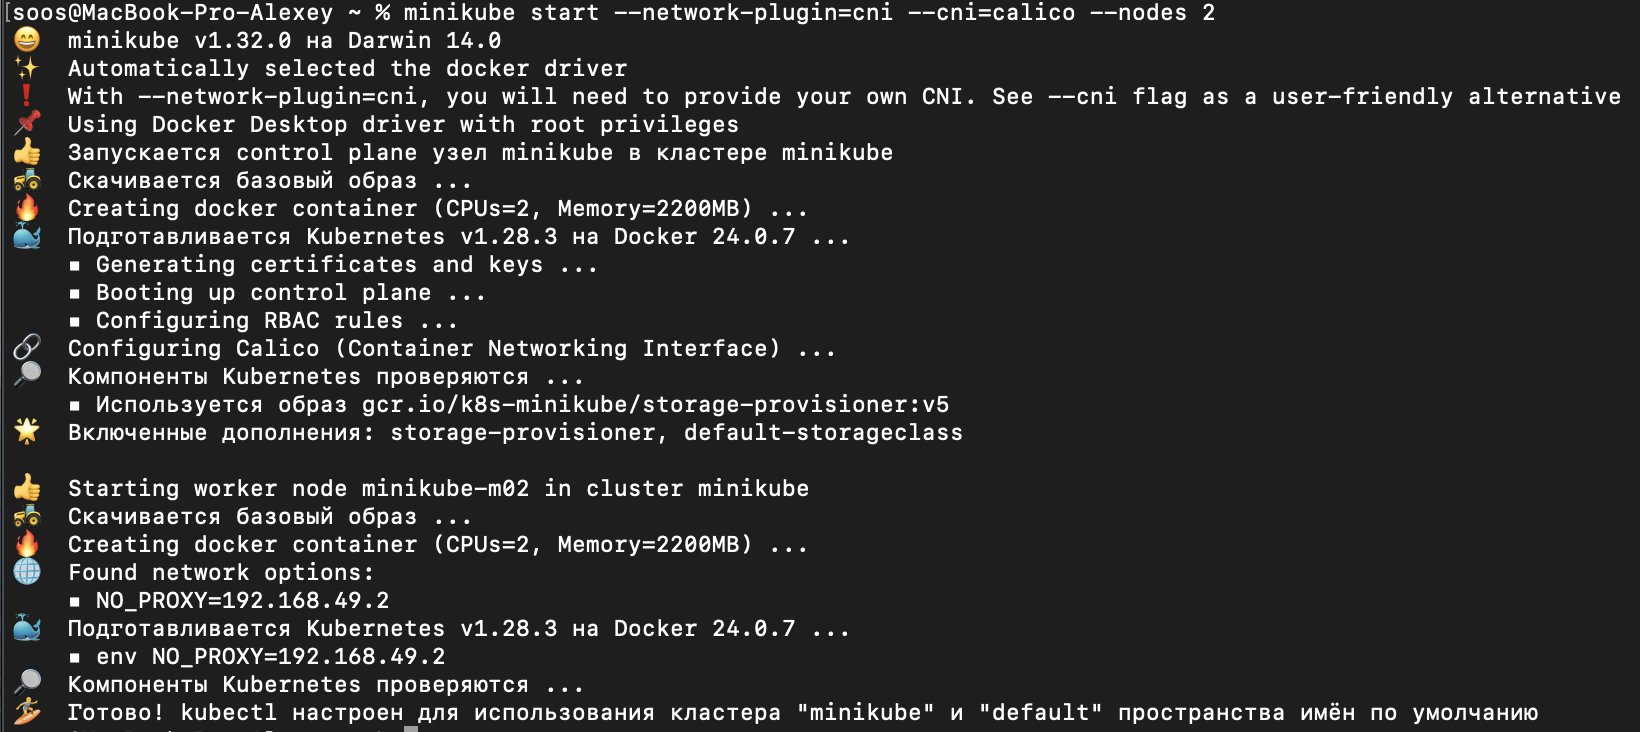 [soos@MacBook-Pro-Alexey ~ % minikube start --network-plugin=cni --cni=calico --nodes 2
minikube v1.32.0 на Darwin 14.0
Automatically selected the docker driver
With --network-plugin=cni, you will need to provide your own CNI. See --cni flag as a user-friendly alternative
Using Docker Desktop driver with root privileges
Запускается control plane узел minikube в кластере minikube
Скачивается базовый образ ...
Creating docker container (CPUs=2, Memory=2200MB) ...
Подготавливается Kubernetes v1.28.3 на Docker 24.0.7 ...
▪ Generating certificates and keys ...
▪ Booting up control plane ...
▪ Configuring RBAC rules ...
Configuring Calico (Container Networking Interface) ...
Компоненты Kubernetes проверяются ...
▪ Используется образ gcr.io/k8s-minikube/storage-provisioner:v5
Включенные дополнения: storage-provisioner, default-storageclass
Starting worker node minikube-m02 in cluster minikube
Скачивается базовый образ ...
Creating docker container (CPUs=2, Memory=2200MB) ...
Found network options:
▪ NO_PROXY=192.168.49.2
Подготавливается Kubernetes v1.28.3 на Docker 24.0.7 ...
▪ env NO_PROXY=192.168.49.2
Компоненты Kubernetes проверяются ...
Готово! kubectl настроен для использования кластера "minikube" и "default" пространства имён по умолчанию